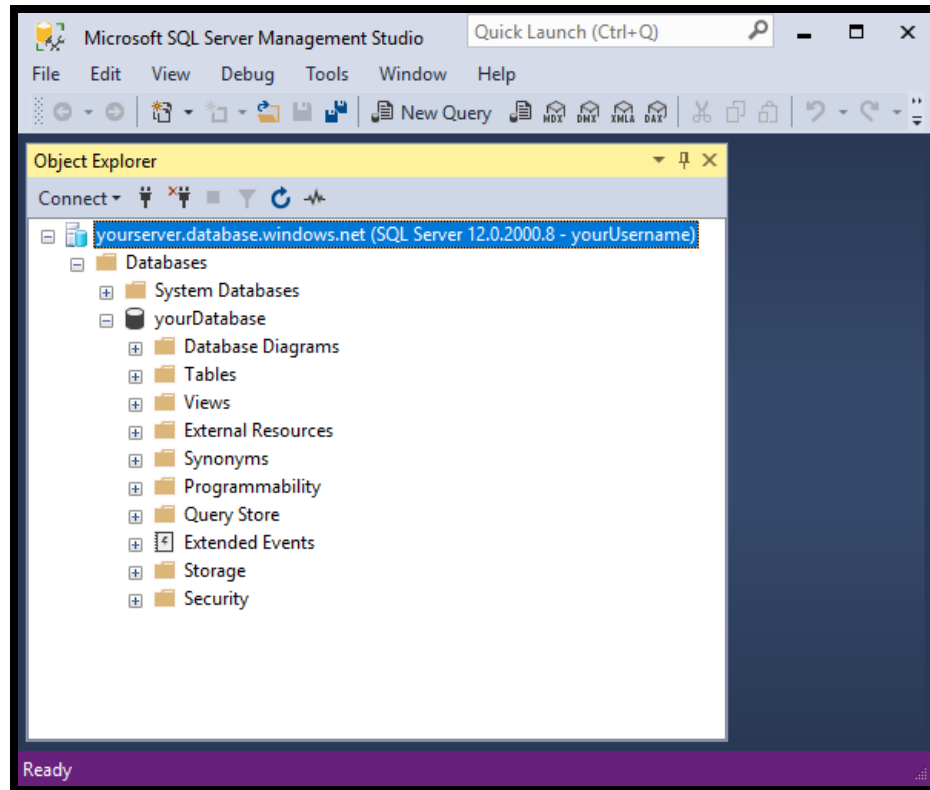 Microsoft SQL Server Management Studio
Quick Launch (Ctrl+Q)
File Edit View Debug Tools Window Help
New Query MDX DMX XMLA DAX
Object Explorer
Connect
yourserver.database.windows.net (SQL Server 12.0.2000.8 - yourUsername)
Databases
System Databases
yourDatabase
Database Diagrams
Tables
Views
External Resources
Synonyms
Programmability
Query Store
Extended Events
Storage
Security
Ready